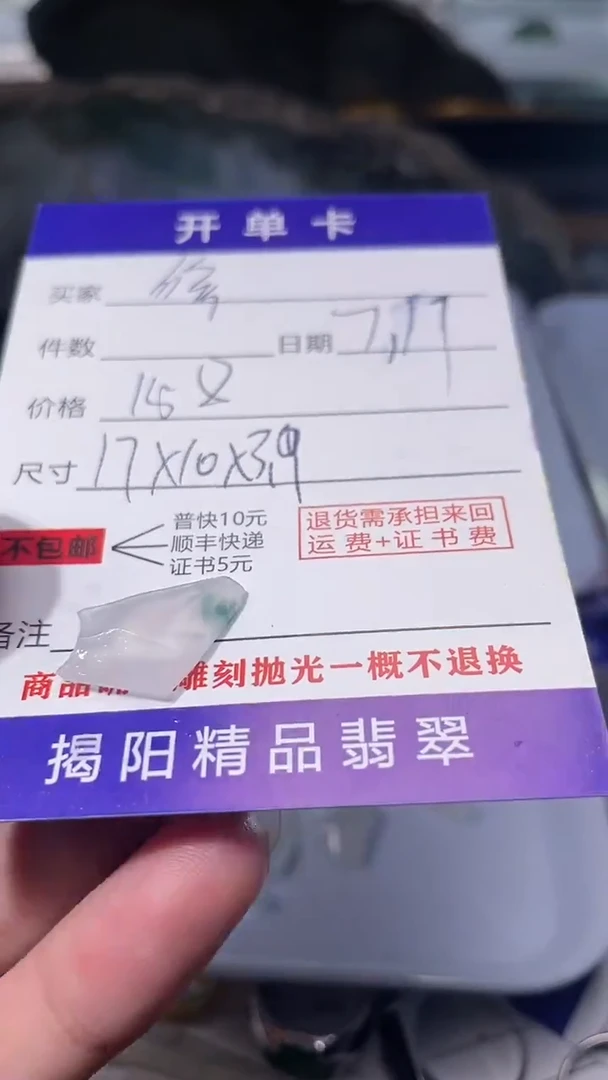 开单卡
买家
件数 日期 7,19
价格
尺寸 17X10X3,9
不包邮
普快10元
顺丰快递
证书5元
退货需承担来回
运费+证书费
备注
商品 雕刻抛光一概不退换
揭阳精品翡翠